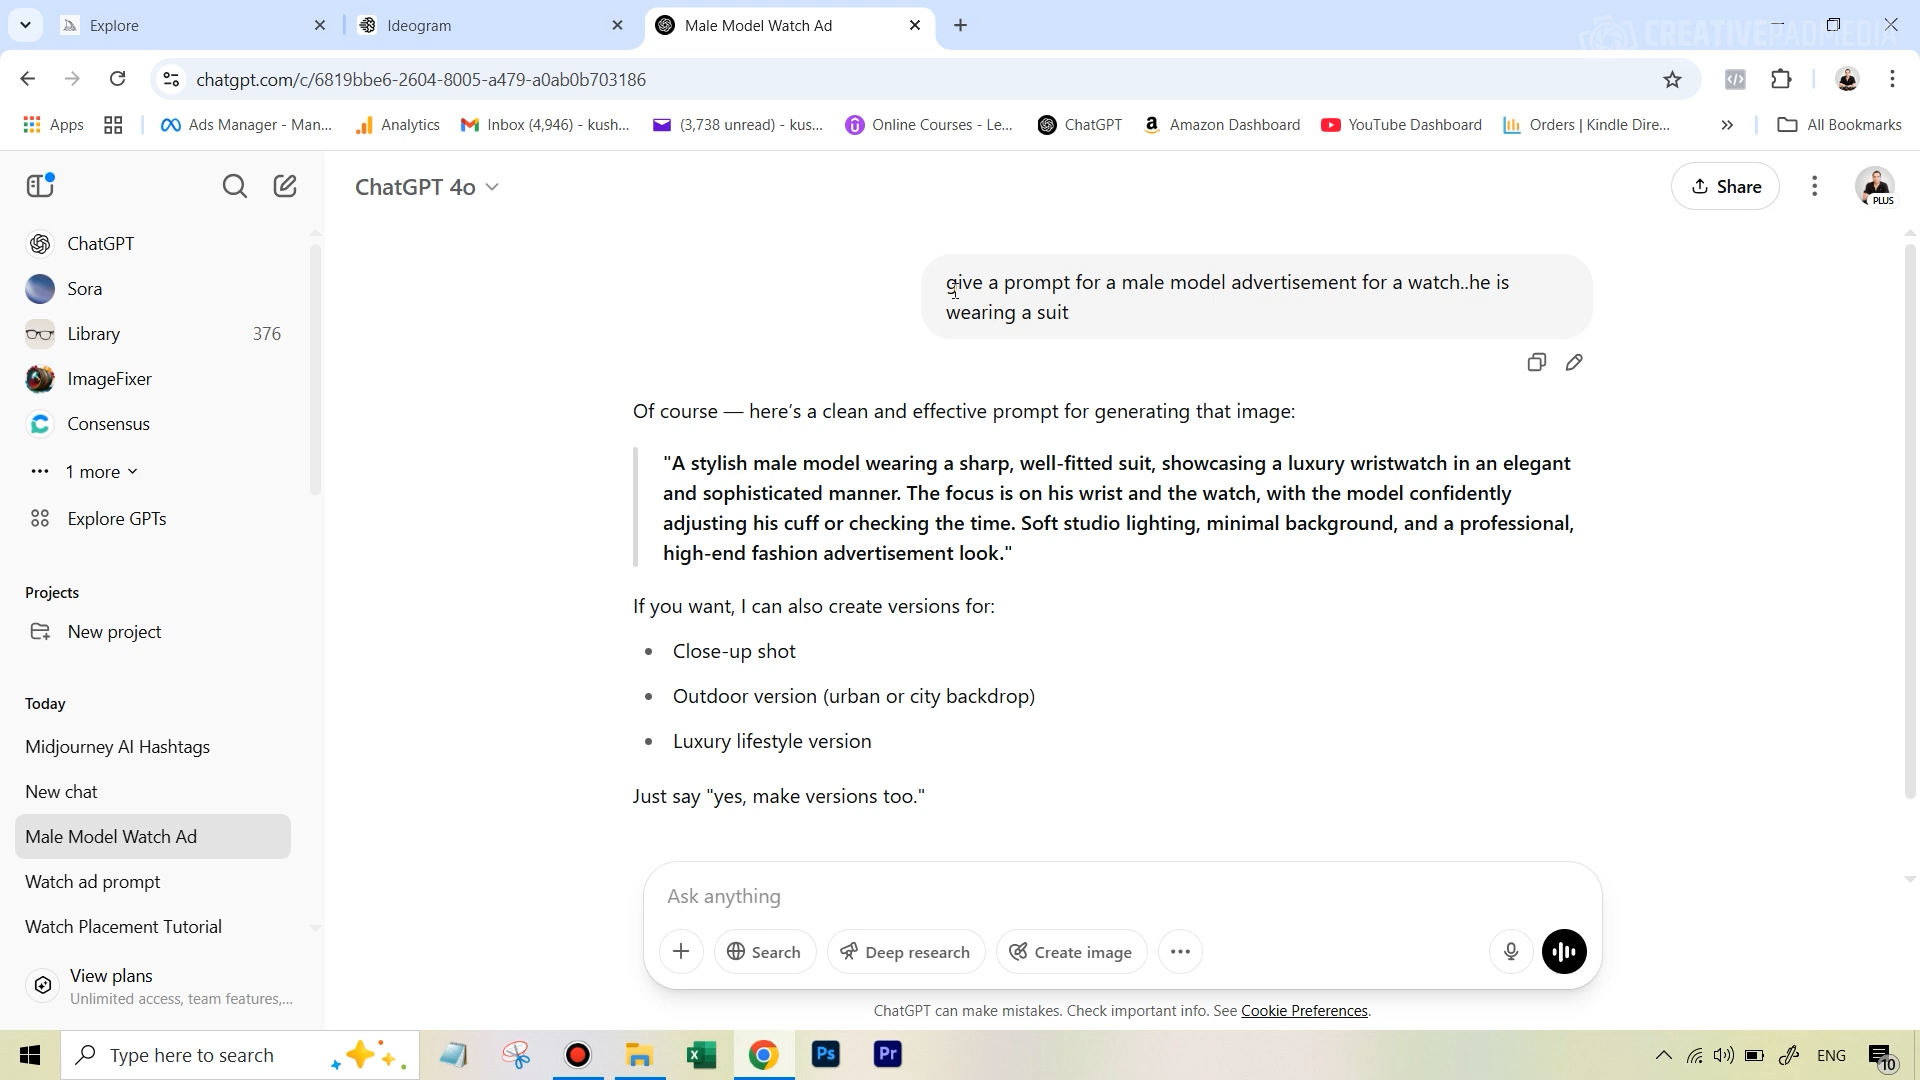 Explore
Ideogram
Male Model Watch Ad
CREATIVEPADMEDIA
chatgpt.com/c/6819bbe6-2604-8005-a479-a0ab0b703186
Apps
Ads Manager - Man...
Analytics
Inbox (4,946) - kush...
(3,738 unread) - kus...
Online Courses - Le...
ChatGPT
Amazon Dashboard
YouTube Dashboard
Orders | Kindle Dire...
All Bookmarks
ChatGPT 4o
Share
PLUS
ChatGPT
Sora
Library 376
ImageFixer
Consensus
1 more
Explore GPTs
Projects
New project
Today
Midjourney AI Hashtags
New chat
Male Model Watch Ad
Watch ad prompt
Watch Placement Tutorial
View plans
Unlimited access, team features,...
give a prompt for a male model advertisement for a watch..he is
wearing a suit
Of course — here's a clean and effective prompt for generating that image:
"A stylish male model wearing a sharp, well-fitted suit, showcasing a luxury wristwatch in an elegant
and sophisticated manner. The focus is on his wrist and the watch, with the model confidently
adjusting his cuff or checking the time. Soft studio lighting, minimal background, and a professional,
high-end fashion advertisement look."
If you want, I can also create versions for:
• Close-up shot
• Outdoor version (urban or city backdrop)
• Luxury lifestyle version
Just say "yes, make versions too."
Ask anything
Search
Deep research
Create image
ChatGPT can make mistakes. Check important info. See Cookie Preferences.
Type here to search
Ps
Pr
ENG
10